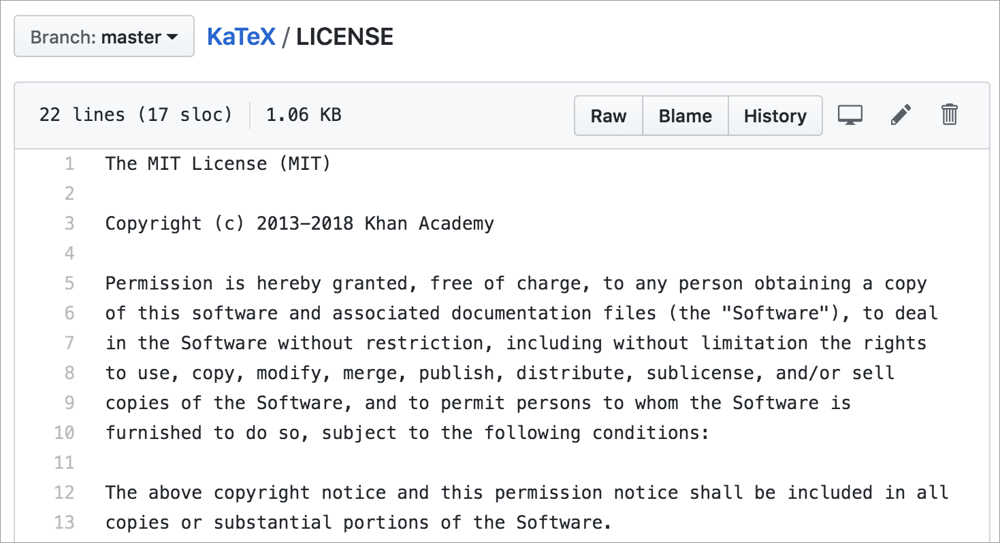 Branch: master KaTeX / LICENSE
22 lines (17 sloc) 1.06 KB Raw Blame History
1 The MIT License (MIT)
2
3 Copyright (c) 2013-2018 Khan Academy
4
5 Permission is hereby granted, free of charge, to any person obtaining a copy
6 of this software and associated documentation files (the "Software"), to deal
7 in the Software without restriction, including without limitation the rights
8 to use, copy, modify, merge, publish, distribute, sublicense, and/or sell
9 copies of the Software, and to permit persons to whom the Software is
10 furnished to do so, subject to the following conditions:
11
12 The above copyright notice and this permission notice shall be included in all
13 copies or substantial portions of the Software.